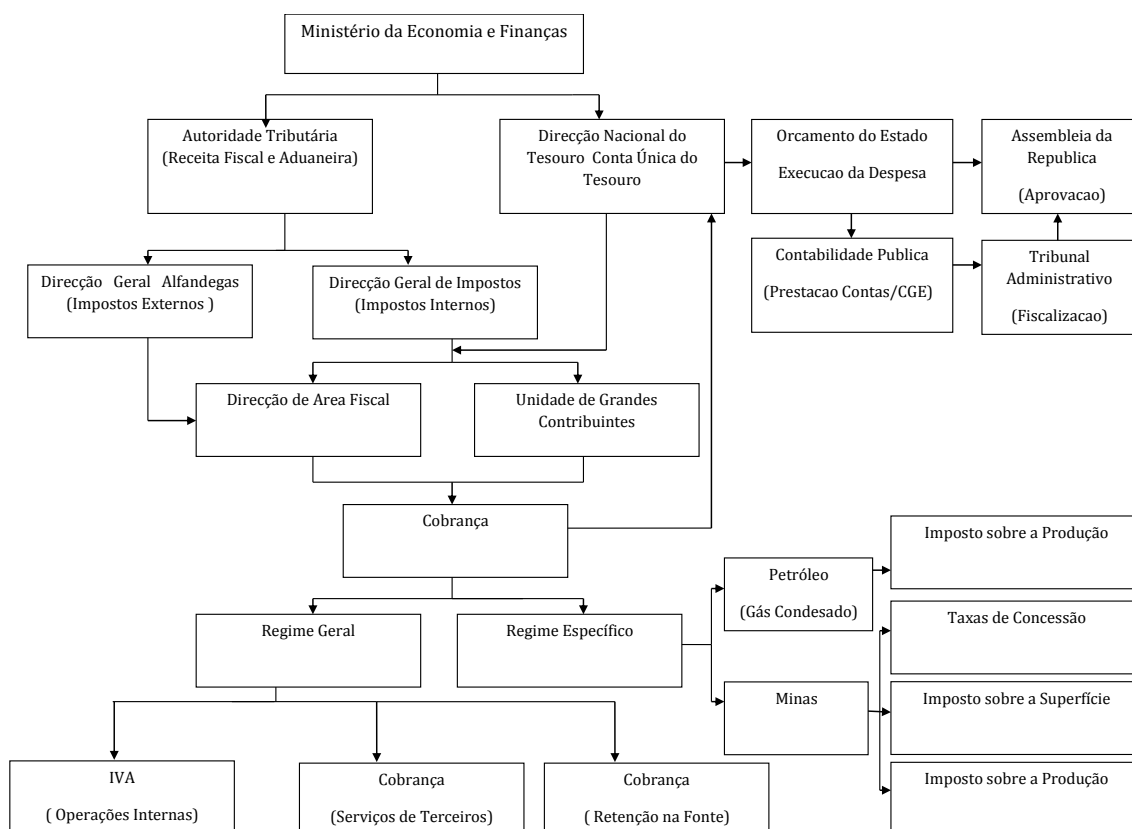 Ministério da Economia e Finanças
Autoridade Tributária
(Receita Fiscal e Aduaneira)
Direcção Nacional do
Tesouro Conta Única do
Tesouro
Orcamento do Estado
Execucao da Despesa
Assembleia da
Republica
(Aprovacao)
Direcção Geral Alfandegas
(Impostos Externos )
Direcção Geral de Impostos
(Impostos Internos)
Contabilidade Publica
(Prestacao Contas/CGE)
Tribunal
Administrativo
(Fiscalizacao)
Direcção de Area Fiscal
Unidade de Grandes
Contribuintes
Cobrança
Imposto sobre a Produção
Petróleo
(Gás Condesado)
Regime Geral
Regime Específico
Taxas de Concessão
Minas
Imposto sobre a Superfície
IVA
( Operações Internas)
Cobrança
(Serviços de Terceiros)
Cobrança
( Retenção na Fonte)
Imposto sobre a Produção